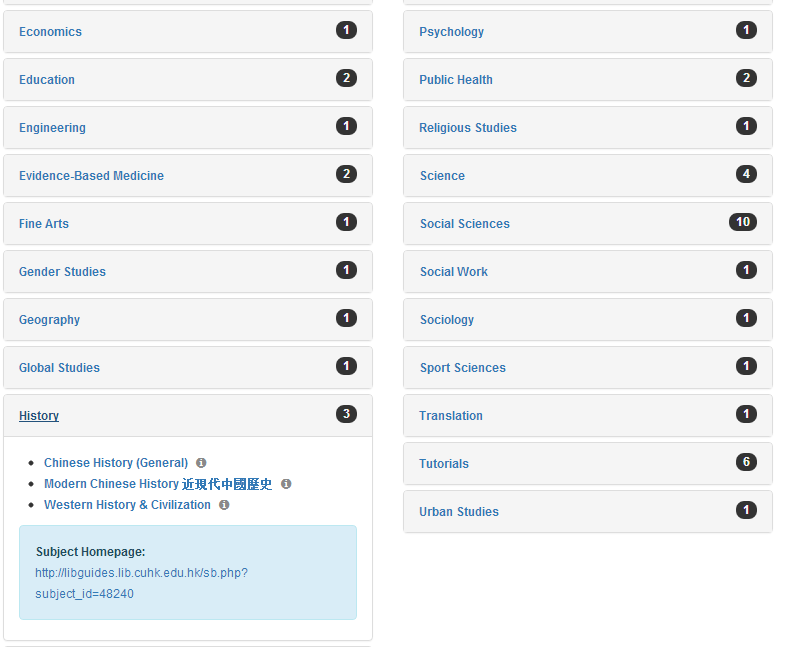 Economics 1
Education 2
Engineering 1
Evidence-Based Medicine 2
Fine Arts 1
Gender Studies 1
Geography 1
Global Studies 1
History 3
Chinese History (General)
Modern Chinese History 近現代中國歷史
Western History & Civilization
Subject Homepage:
http://libguides.lib.cuhk.edu.hk/sb.php?
subject_id=48240
Psychology 1
Public Health 2
Religious Studies 1
Science 4
Social Sciences 10
Social Work 1
Sociology 1
Sport Sciences 1
Translation 1
Tutorials 6
Urban Studies 1